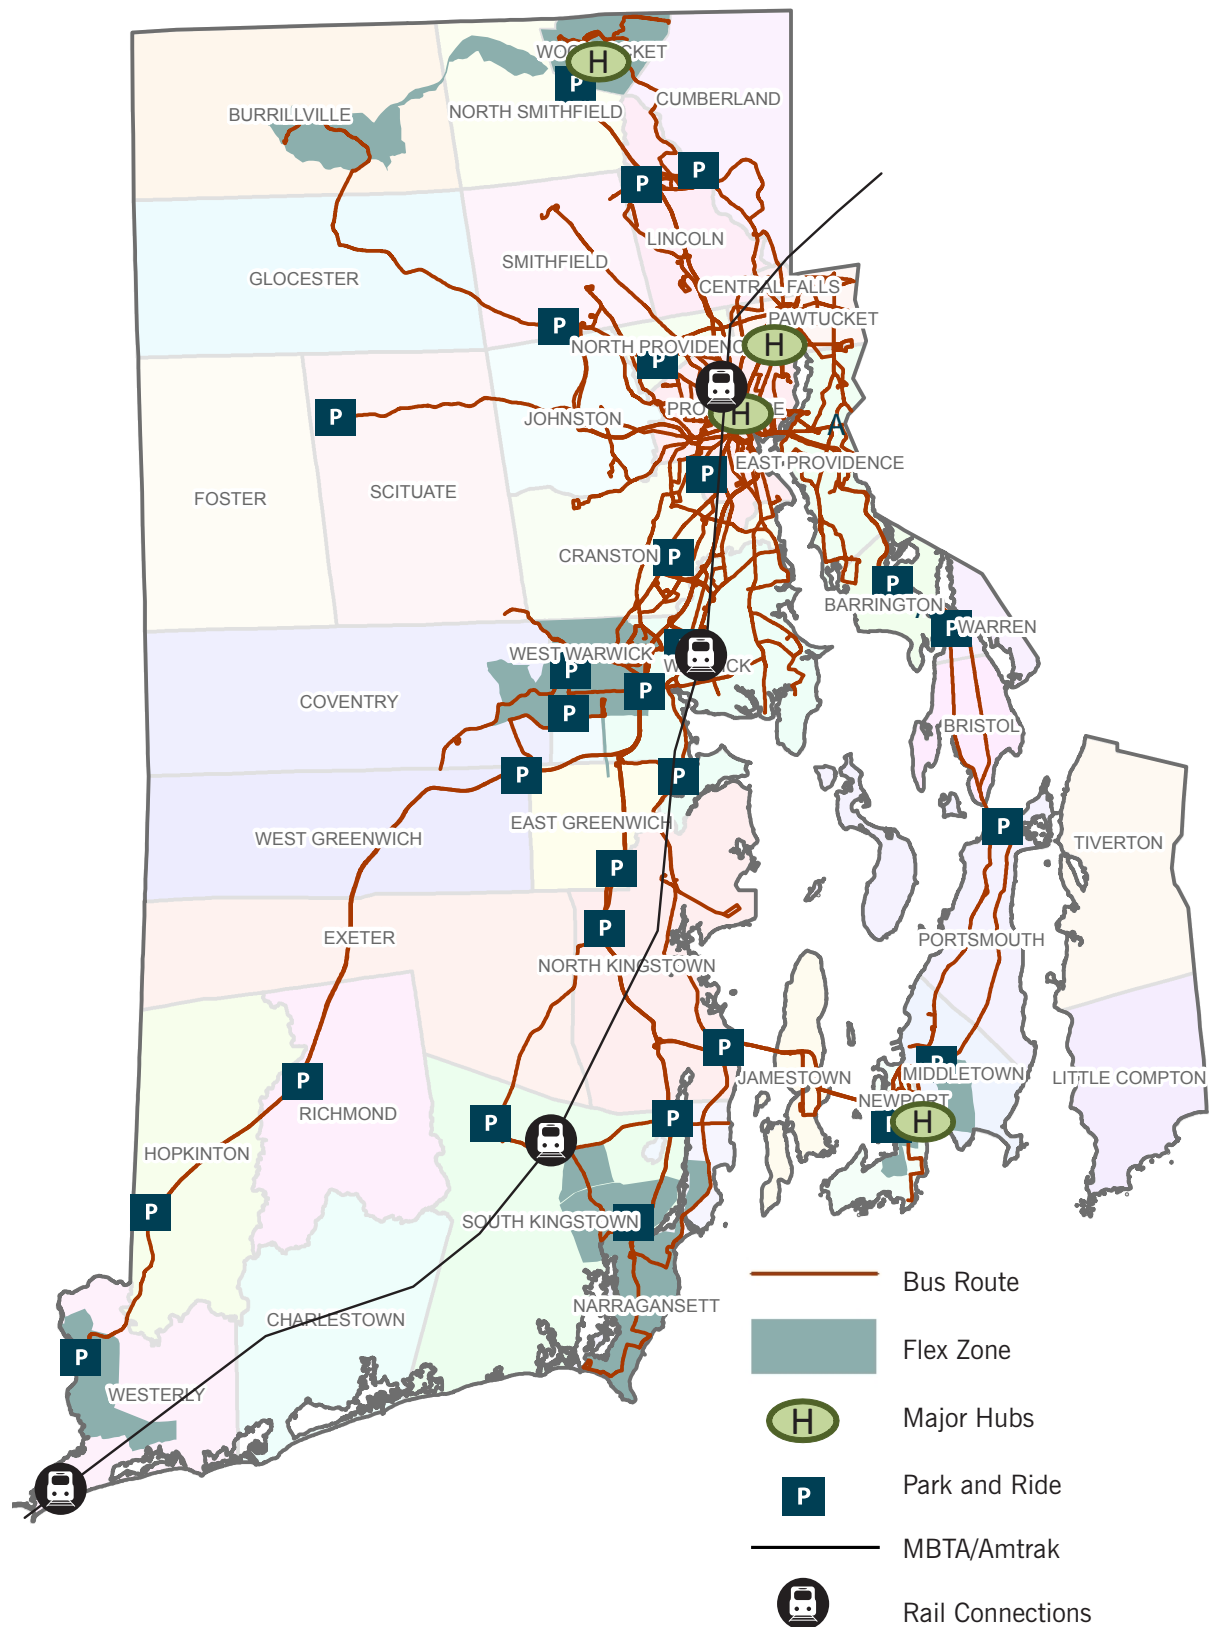 H
P
CUMBERLAND
NORTH SMITHFIELD
BURRILLVILLE
P
P
LINCOLN
SMITHFIELD
GLOCESTER
CENTRAL FALLS
PAWTUCKET
P
NORTH PROVIDENC
H
P
H
P
JOHNSTON
A
EAST PROVIDENCE
P
SCITUATE
FOSTER
CRANSTON
P
P
BARRINGTON
P
WARREN
WEST WARWICK
P
P
COVENTRY
P
BRISTOL
P
P
EAST GREENWICH
P
WEST GREENWICH
TIVERTON
P
P
EXETER
PORTSMOUTH
NORTH KINGSTOWN
P
P
MIDDLETOWN
JAMESTOWN
LITTLE COMPTON
P
RICHMOND
NEWPORT
P
P
P
H
HOPKINTON
P
SOUTH KINGSTOWN
NARRAGANSETT
CHARLESTOWN
P
WESTERLY
Bus Route
Flex Zone
H
Major Hubs
P
Park and Ride
MBTA/Amtrak
Rail Connections